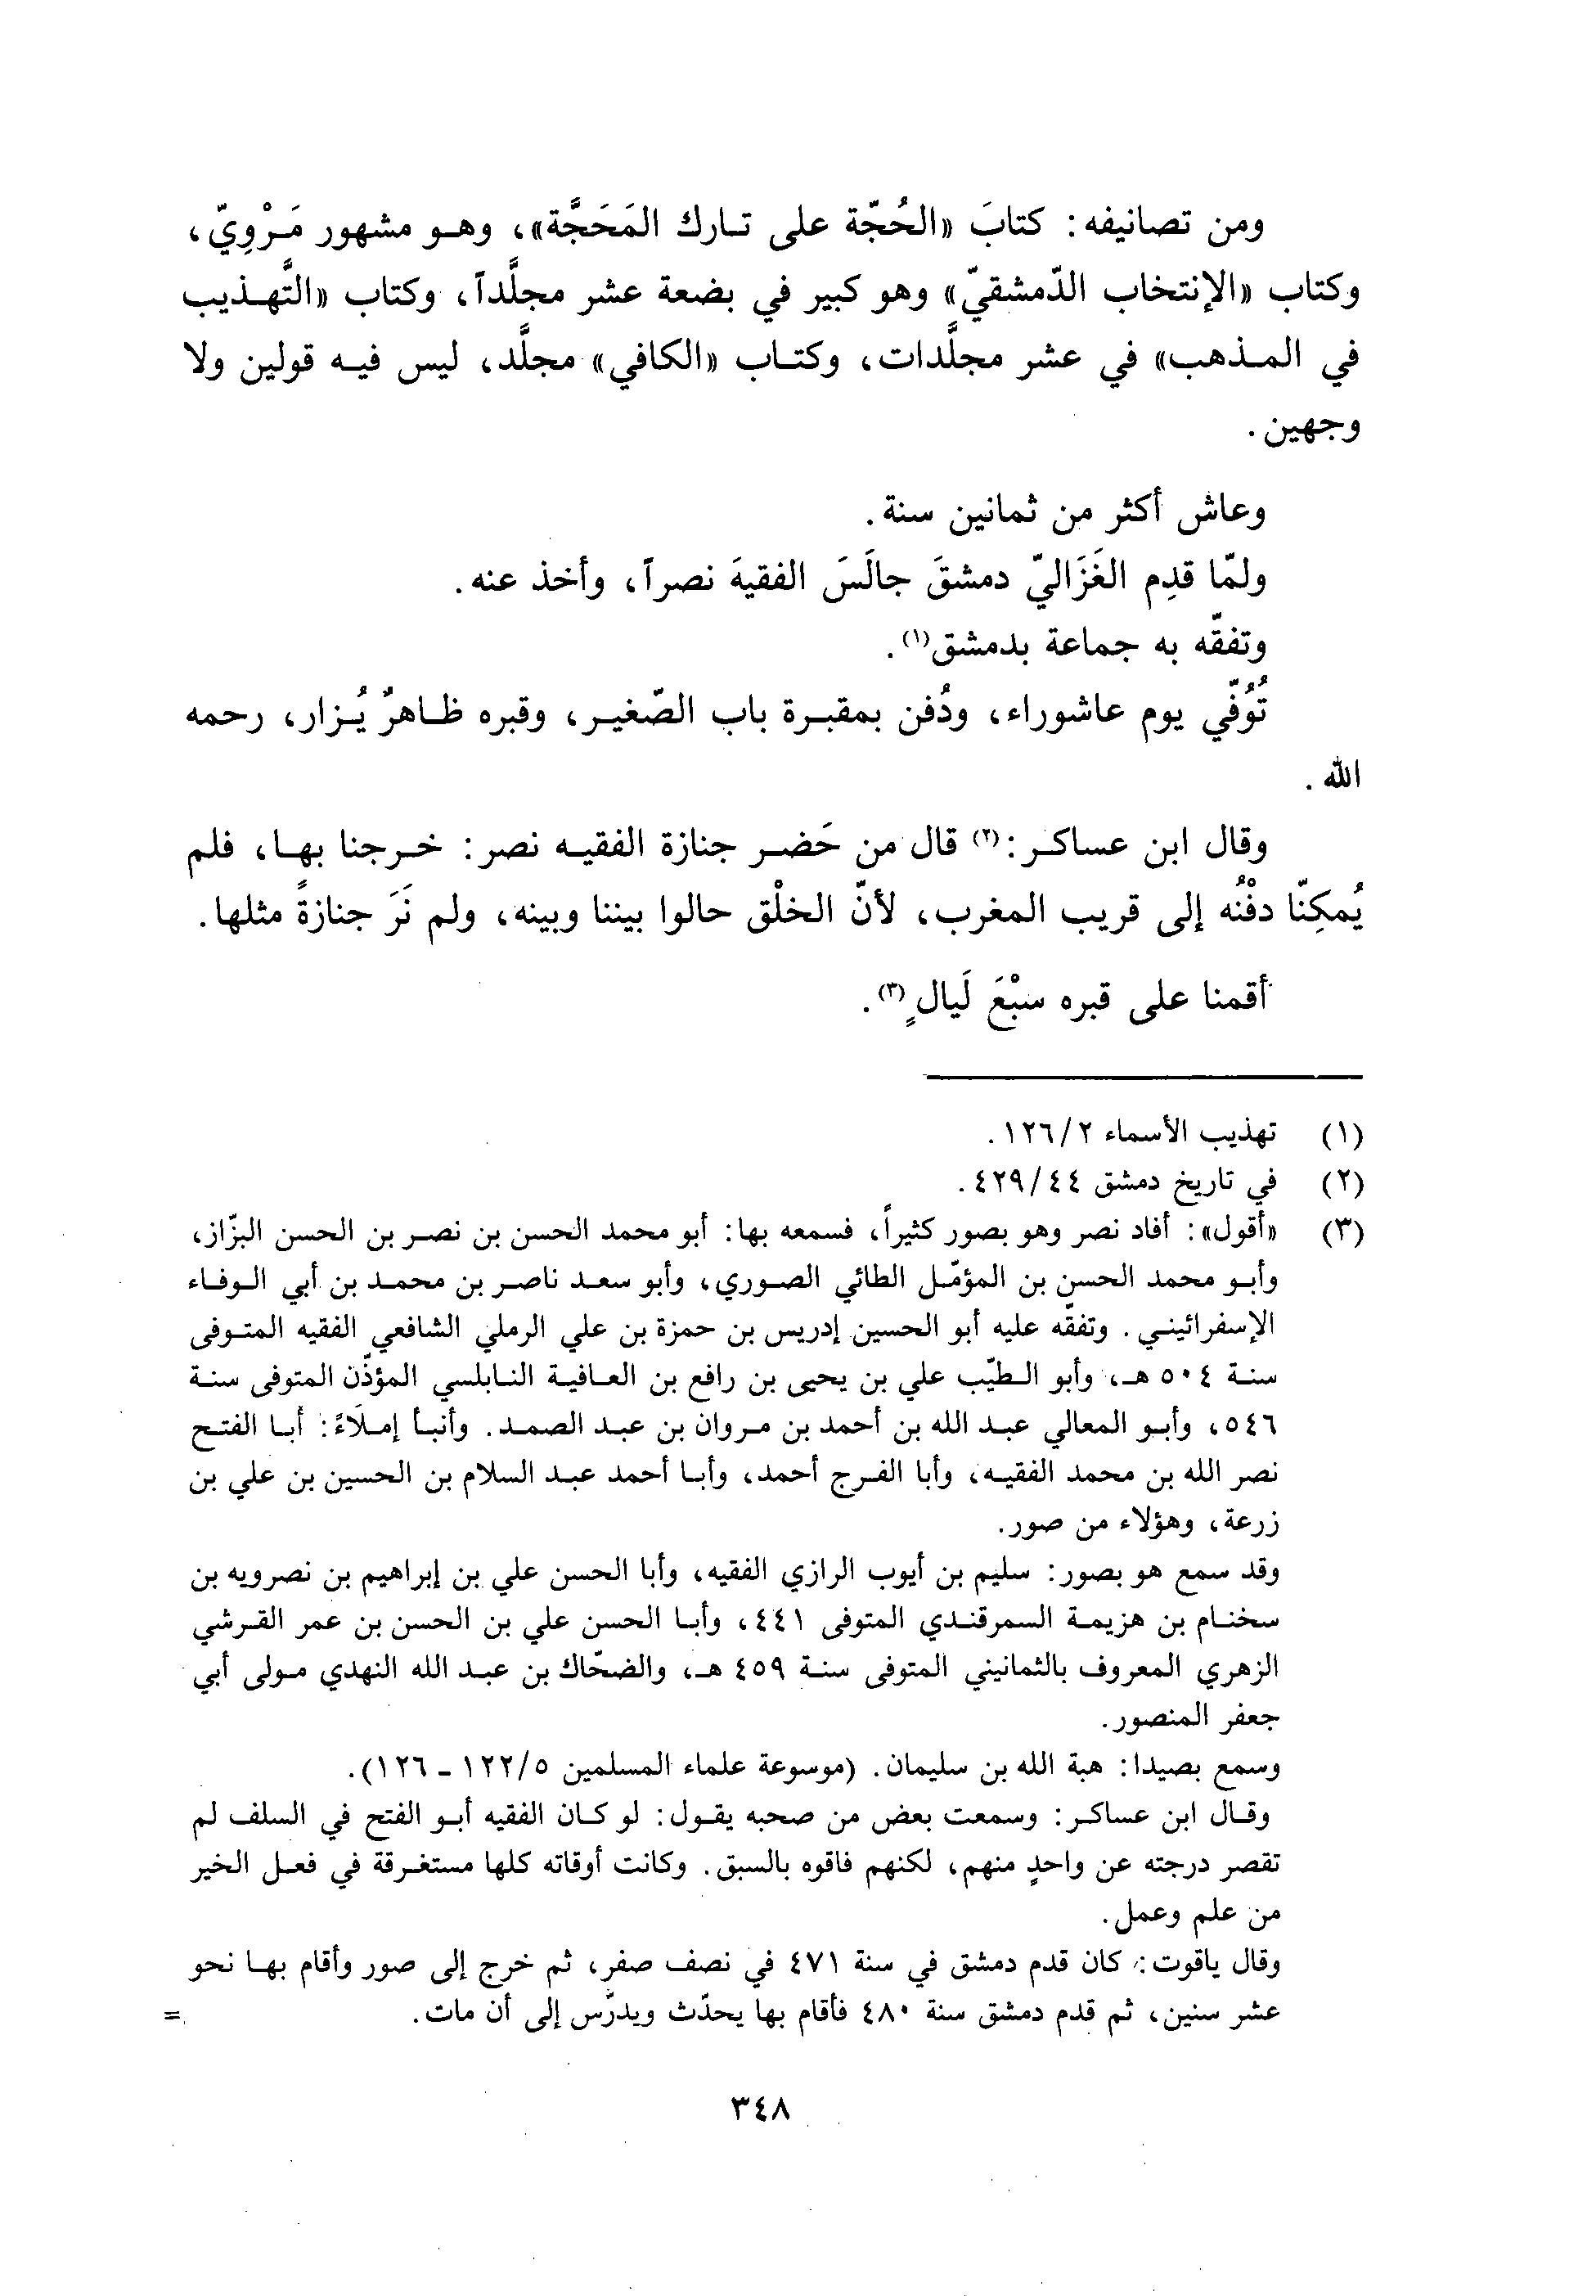 ومن تصانيفه: كتابَ «الحُجّة على تارك المَحَجَّة»، وهو مشهور مَرْوِيّ،
وكتاب «الإنتخاب الدّمشقيّ» وهو كبير في بضعة عشر مجلَّداً، وكتاب «التَّهذيب
في المذهب» في عشر مجلَّدات، وكتاب «الكافي» مجلَّد، ليس فيه قولين ولا
وجهين.
وعاش أكثر من ثمانين سنة.
ولمّا قدِم الغَزَاليّ دمشقَ جالَسَ الفقيهَ نصراً، وأخذ عنه.
وتفقّه به جماعة بدمشق(١).
تُوُفّي يوم عاشوراء، ودُفن بمقبرة باب الصّغير، وقبره ظاهرٌ يُزار، رحمه
الله.
وقال ابن عساكر:(٢) قال من حَضر جنازة الفقيه نصر: خرجنا بها، فلم
يُمكِنّا دفْنُه إلى قريب المغرب، لأنّ الخلْق حالوا بيننا وبينه، ولم نَرَ جنازةً مثلها.
أقمنا على قبره سبْعَ لَيالٍ(٣).
(١) تهذيب الأسماء ١٢٦/٢.
(٢) في تاريخ دمشق ٤٢٩/٤٤.
(٣) «أقول»: أفاد نصر وهو بصور كثيراً، فسمعه بها: أبو محمد الحسن بن نصر بن الحسن البزّاز،
وأبو محمد الحسن بن المؤمّل الطائي الصوري، وأبو سعد ناصر بن محمد بن أبي الوفاء
الإسفرائيني. وتفقّه عليه أبو الحسين إدريس بن حمزة بن علي الرملي الشافعي الفقيه المتوفى
سنة ٥٠٤ هـ، وأبو الطيّب علي بن يحيى بن رافع بن العافية النابلسي المؤذّن المتوفى سنة
٥٤٦، وأبو المعالي عبد الله بن أحمد بن مروان بن عبد الصمد. وأنبأ إملاءً: أبا الفتح
نصر الله بن محمد الفقيه، وأبا الفرج أحمد، وأبا أحمد عبد السلام بن الحسين بن علي بن
زرعة، وهؤلاء من صور.
وقد سمع هو بصور: سليم بن أيوب الرازي الفقيه، وأبا الحسن علي بن إبراهيم بن نصرويه بن
سختام بن هزيمة السمرقندي المتوفى ٤٤١، وأبا الحسن علي بن الحسن بن عمر القرشي
الزهري المعروف بالثمانيني المتوفى سنة ٤٥٩ هـ، والضحّاك بن عبد الله النهدي مولى أبي
جعفر المنصور.
وسمع بصيدا: هبة الله بن سليمان. (موسوعة علماء المسلمين ١٢٢/٥ - ١٢٦).
وقال ابن عساكر: وسمعت بعض من صحبه يقول: لو كان الفقيه أبو الفتح في السلف لم
تقصر درجته عن واحدٍ منهم، لكنهم فاقوه بالسبق. وكانت أوقاته كلها مستغرقة في فعل الخير
من علم وعمل.
وقال ياقوت: كان قدم دمشق في سنة ٤٧١ في نصف صفر، ثم خرج إلى صور وأقام بها نحو
عشر سنين، ثم قدم دمشق سنة ٤٨٠ فأقام بها يحدّث ويدرّس إلى أن مات. =
٣٤٨